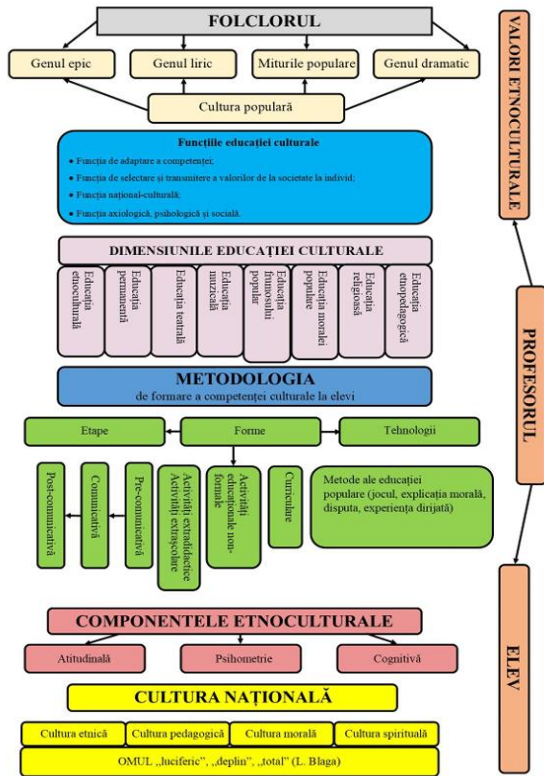 FOLCLORUL
Genul epic
Genul liric
Miturile populare
Genul dramatic
Cultura populară
Funcțiile educației culturale
● Funcția de adaptare a competenței;
● Funcția de selectare și transmitere a valorilor de la societate la individ;
● Funcția național-culturală;
● Funcția axiologică, psihologică și socială.
DIMENSIUNILE EDUCAȚIEI CULTURALE
Educația
etnoculturală
Educația
permanentă
Educația teatrală
Educația
muzicală
Educația
frumosului
popular
Educația moralei
populare
Educația
religioasă
Educația
etnopedagogică
METODOLOGIA
de formare a competenței culturale la elevi
Etape
Forme
Tehnologii
Post-comunicativă
Comunicativă
Pre-comunicativă
Activități extradidactice
Activități extrașcolare
Activități
educaționale non-
formale
Curriculare
Metode ale educației
populare (jocul, explicația morală,
disputa, experiența dirijată)
COMPONENTELE ETNOCULTURALE
Atitudinală
Psihometrie
Cognitivă
CULTURA NAȚIONALĂ
Cultura etnică
Cultura pedagogică
Cultura morală
Cultura spirituală
OMUL „luciferic”, „deplin”, „total” (L. Blaga)
VALORI ETNOCULTURALE
PROFESORUL
ELEV